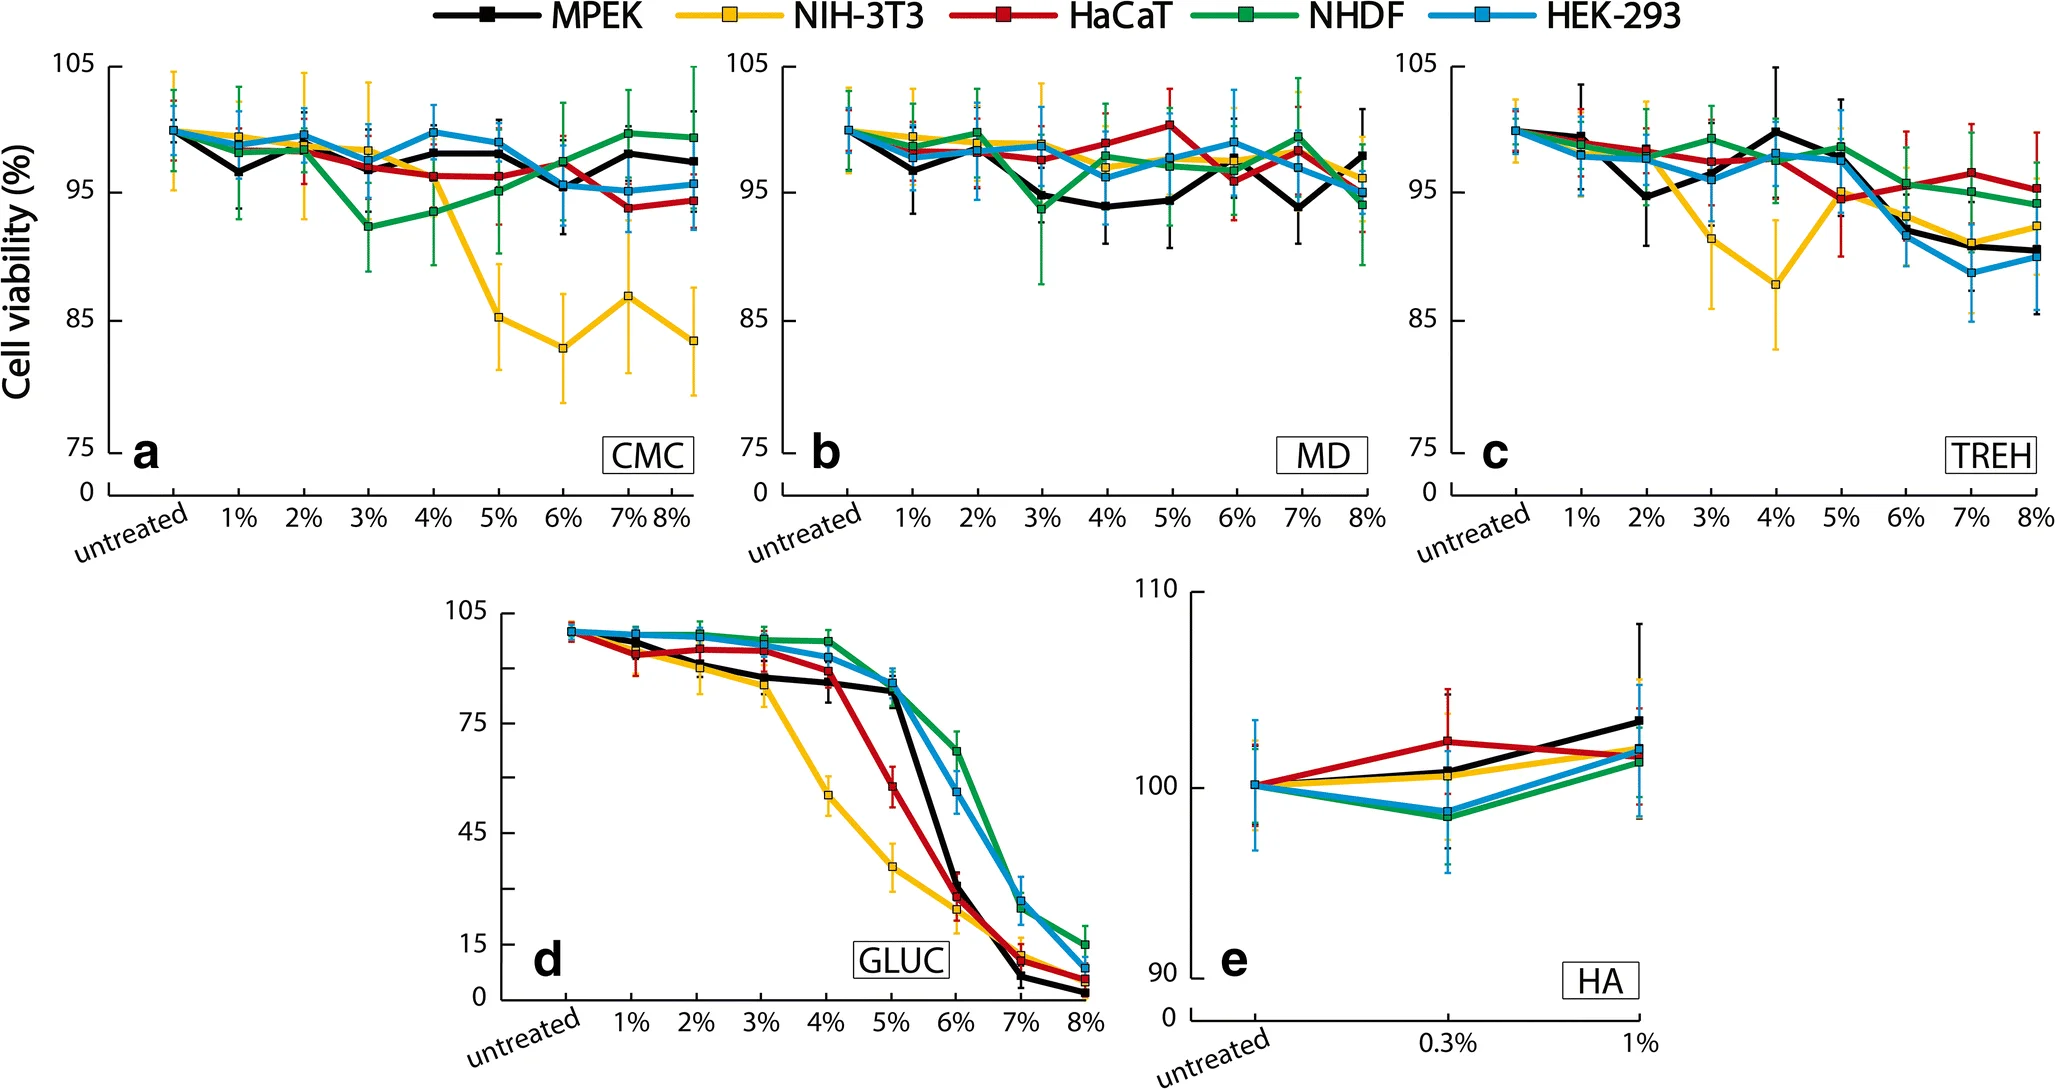 MPEK NIH-3T3 HaCaT NHDF HEK-293
Cell viability (%)
105
95
85
75
0
a
CMC
untreated 1% 2% 3% 4% 5% 6% 7% 8%
105
95
85
75
0
b
MD
untreated 1% 2% 3% 4% 5% 6% 7% 8%
105
95
85
75
0
c
TREH
untreated 1% 2% 3% 4% 5% 6% 7% 8%
105
75
45
15
0
d
GLUC
untreated 1% 2% 3% 4% 5% 6% 7% 8%
110
100
90
0
e
HA
untreated 0.3% 1%